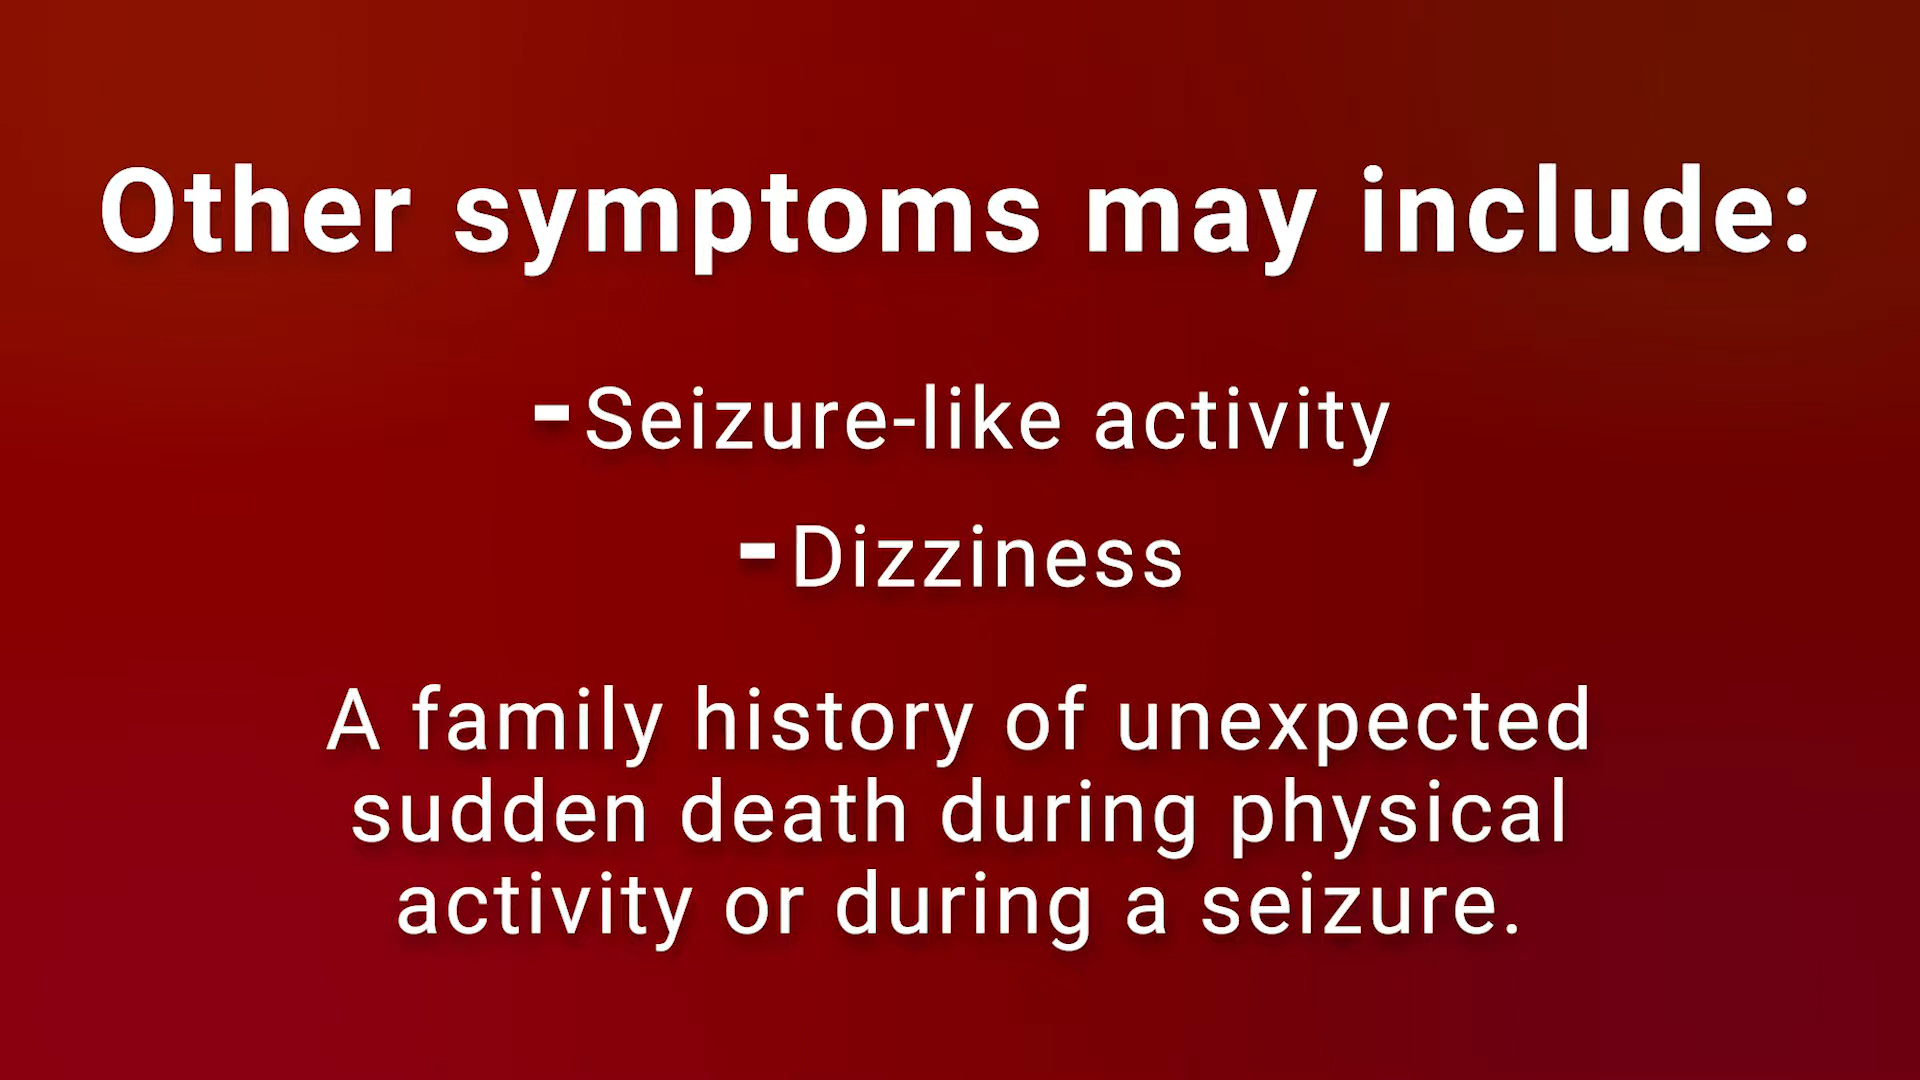 Other symptoms may include:
-Seizure-like activity
-Dizziness
A family history of unexpected
sudden death during physical
activity or during a seizure.